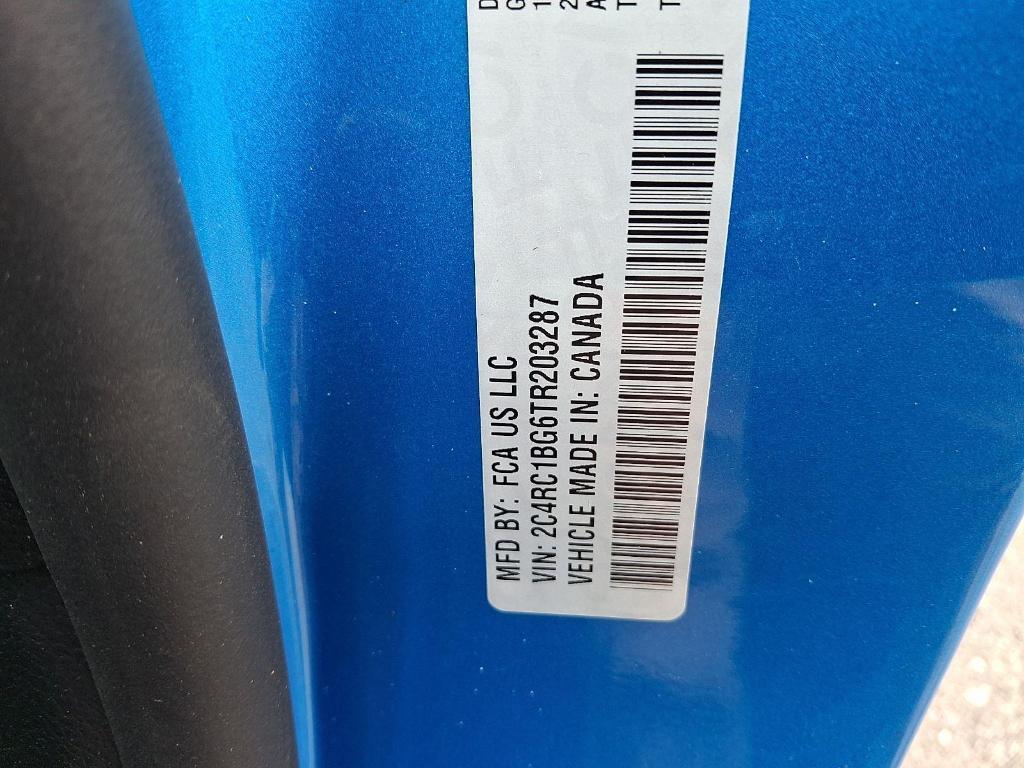 MFD BY: FCA US LLC
VIN: 2C4RC1BG6TR203287
VEHICLE MADE IN: CANADA